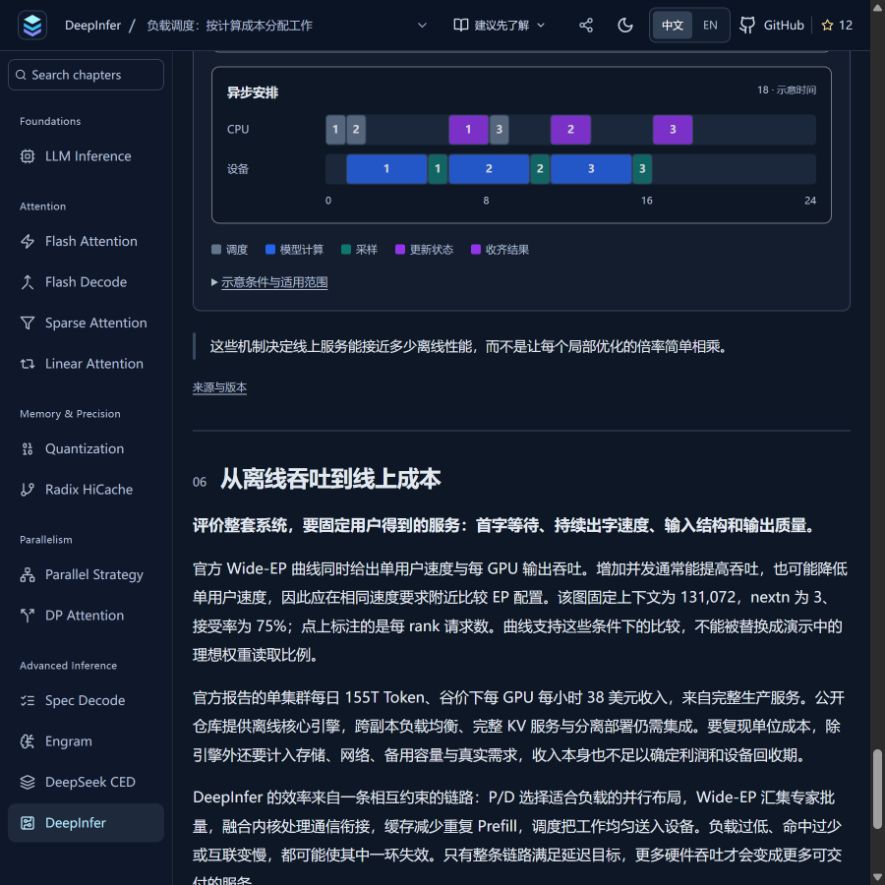 DeepInfer / 负载调度：按计算成本分配工作
建议先了解
中文
EN
GitHub
12
Search chapters
Foundations
LLM Inference
Attention
Flash Attention
Flash Decode
Sparse Attention
Linear Attention
Memory & Precision
Quantization
Radix HiCache
Parallelism
Parallel Strategy
DP Attention
Advanced Inference
Spec Decode
Engram
DeepSeek CED
DeepInfer
异步安排
18 · 示意时间
CPU
1 2 1 3 2 3
设备
1 1 2 2 3 3
0 8 16 24
调度 模型计算 采样 更新状态 收齐结果
示意条件与适用范围
这些机制决定线上服务能接近多少离线性能，而不是让每个局部优化的倍率简单相乘。
来源与版本
06 从离线吞吐到线上成本
评价整套系统，要固定用户得到的服务：首字等待、持续出字速度、输入结构和输出质量。
官方 Wide-EP 曲线同时给出单用户速度与每 GPU 输出吞吐。增加并发通常能提高吞吐，也可能降低
单用户速度，因此应在相同速度要求附近比较 EP 配置。该图固定上下文为 131,072，nextn 为 3、
接受率为 75%；点上标注的是每 rank 请求数。曲线支持这些条件下的比较，不能被替换成演示中的
理想权重读取比例。
官方报告的单集群每日 155T Token、谷价下每 GPU 每小时 38 美元收入，来自完整生产服务。公开
仓库提供离线核心引擎，跨副本负载均衡、完整 KV 服务与分离部署仍需集成。要复现单位成本，除
引擎外还要计入存储、网络、备用容量与真实需求，收入本身也不足以确定利润和设备回收期。
DeepInfer 的效率来自一条相互约束的链路：P/D 选择适合负载的并行布局，Wide-EP 汇集专家批
量，融合内核处理通信衔接，缓存减少重复 Prefill，调度把工作均匀送入设备。负载过低、命中过少
或互联变慢，都可能使其中一环失效。只有整条链路满足延迟目标，更多硬件吞吐才会变成更多可交
付的服务。